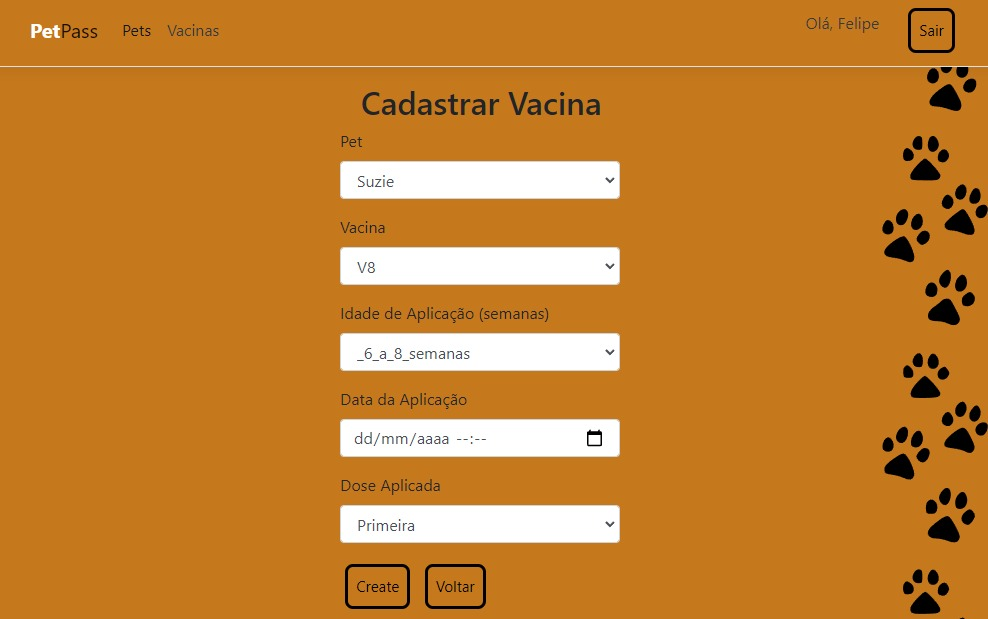 PetPass Pets Vacinas Olá, Felipe Sair
Cadastrar Vacina
Pet
Suzie
Vacina
V8
Idade de Aplicação (semanas)
_6_a_8_semanas
Data da Aplicação
dd/mm/aaaa --:--
Dose Aplicada
Primeira
Create Voltar